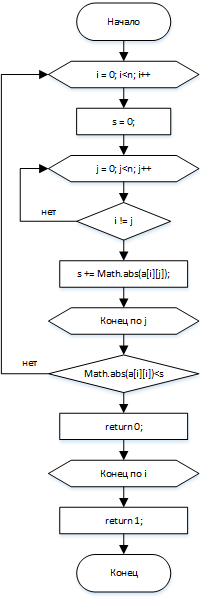 Начало
i = 0; i<n; i++
s = 0;
j = 0; j<n; j++
нет
i != j
s += Math.abs(a[i][j]);
Конец по j
нет
Math.abs(a[i][i])<s
return 0;
Конец по i
return 1;
Конец